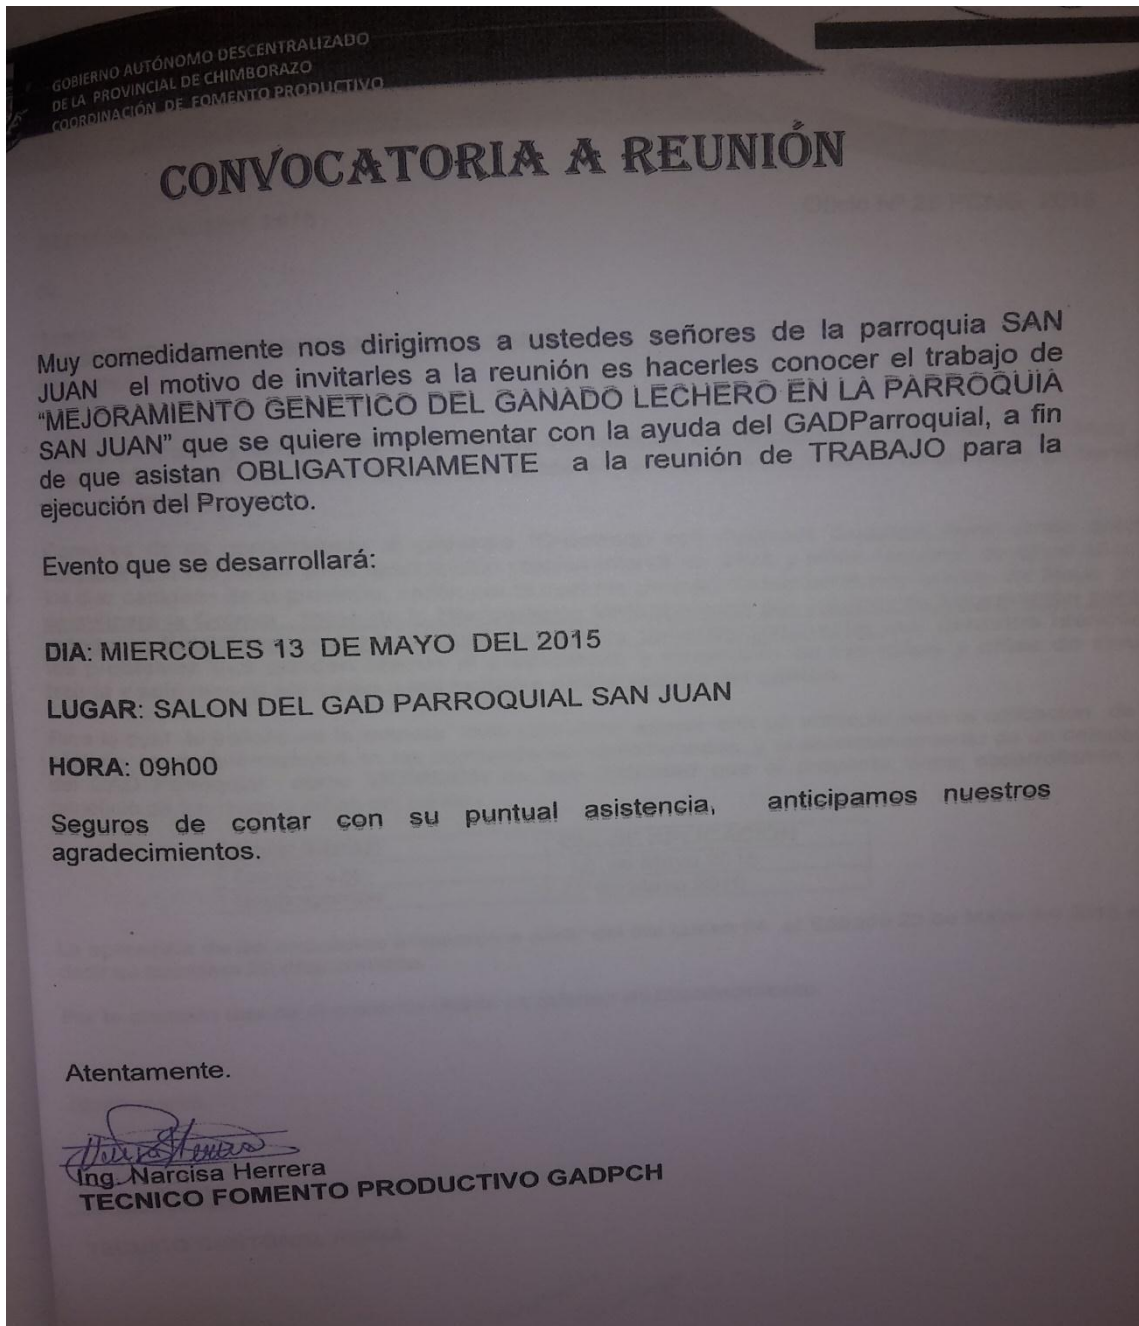 GOBIERNO AUTÓNOMO DESCENTRALIZADO
DE LA PROVINCIAL DE CHIMBORAZO
COORDINACIÓN DE FOMENTO PRODUCTIVO
CONVOCATORIA A REUNIÓN
Muy comedidamente nos dirigimos a ustedes señores de la parroquia SAN
JUAN el motivo de invitarles a la reunión es hacerles conocer el trabajo de
“MEJORAMIENTO GENETICO DEL GANADO LECHERO EN LA PARROQUIA
SAN JUAN” que se quiere implementar con la ayuda del GADParroquial, a fin
de que asistan OBLIGATORIAMENTE a la reunión de TRABAJO para la
ejecución del Proyecto.
Evento que se desarrollará:
DIA: MIERCOLES 13 DE MAYO DEL 2015
LUGAR: SALON DEL GAD PARROQUIAL SAN JUAN
HORA: 09h00
Seguros de contar con su puntual asistencia, anticipamos nuestros
agradecimientos.
Atentamente.
Ing. Narcisa Herrera
TECNICO FOMENTO PRODUCTIVO GADPCH